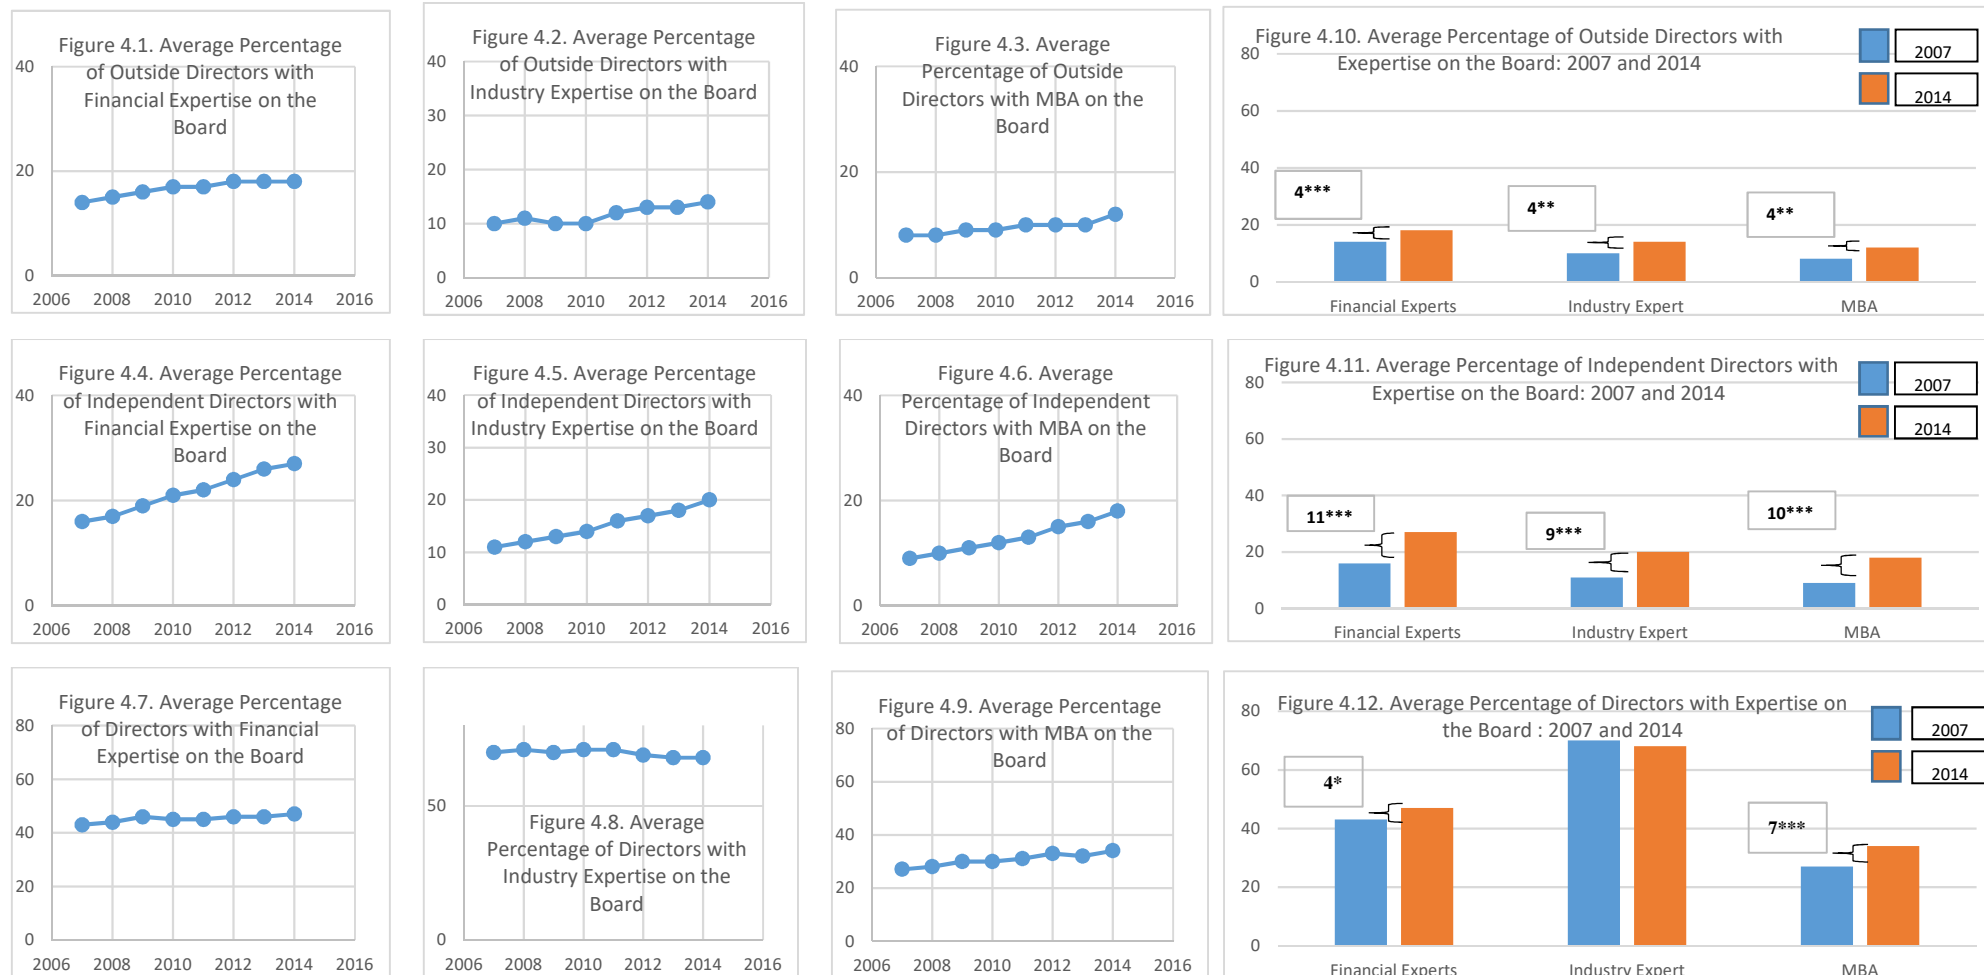 Figure 4.1. Average Percentage
of Outside Directors with
Financial Expertise on the
Board
40
20
0
2006 2008 2010 2012 2014 2016
Figure 4.2. Average Percentage
of Outside Directors with
Industry Expertise on the Board
40
30
20
10
0
2006 2008 2010 2012 2014 2016
Figure 4.3. Average
Percentage of Outside
Directors with MBA on the
Board
40
20
0
2006 2008 2010 2012 2014 2016
Figure 4.10. Average Percentage of Outside Directors with
Exepertise on the Board: 2007 and 2014
2007
2014
80
60
40
20
0
4***
4**
4**
Financial Experts Industry Expert MBA
Figure 4.4. Average Percentage
of Independent Directors with
Financial Expertise on the
Board
40
20
0
2006 2008 2010 2012 2014 2016
Figure 4.5. Average Percentage
of Independent Directors with
Industry Expertise on the Board
40
30
20
10
0
2006 2008 2010 2012 2014 2016
Figure 4.6. Average
Percentage of Independent
Directors with MBA on the
Board
40
20
0
2006 2008 2010 2012 2014 2016
Figure 4.11. Average Percentage of Independent Directors with
Expertise on the Board: 2007 and 2014
2007
2014
80
60
40
20
0
11***
9***
10***
Financial Experts Industry Expert MBA
Figure 4.7. Average Percentage
of Directors with Financial
Expertise on the Board
80
60
40
20
0
2006 2008 2010 2012 2014 2016
50
0
Figure 4.8. Average
Percentage of Directors with
Industry Expertise on the
Board
2006 2008 2010 2012 2014 2016
Figure 4.9. Average Percentage
of Directors with MBA on the
Board
80
60
40
20
0
2006 2008 2010 2012 2014 2016
Figure 4.12. Average Percentage of Directors with Expertise on
the Board : 2007 and 2014
2007
2014
80
60
40
20
0
4*
7***
Financial Experts Industry Expert MBA